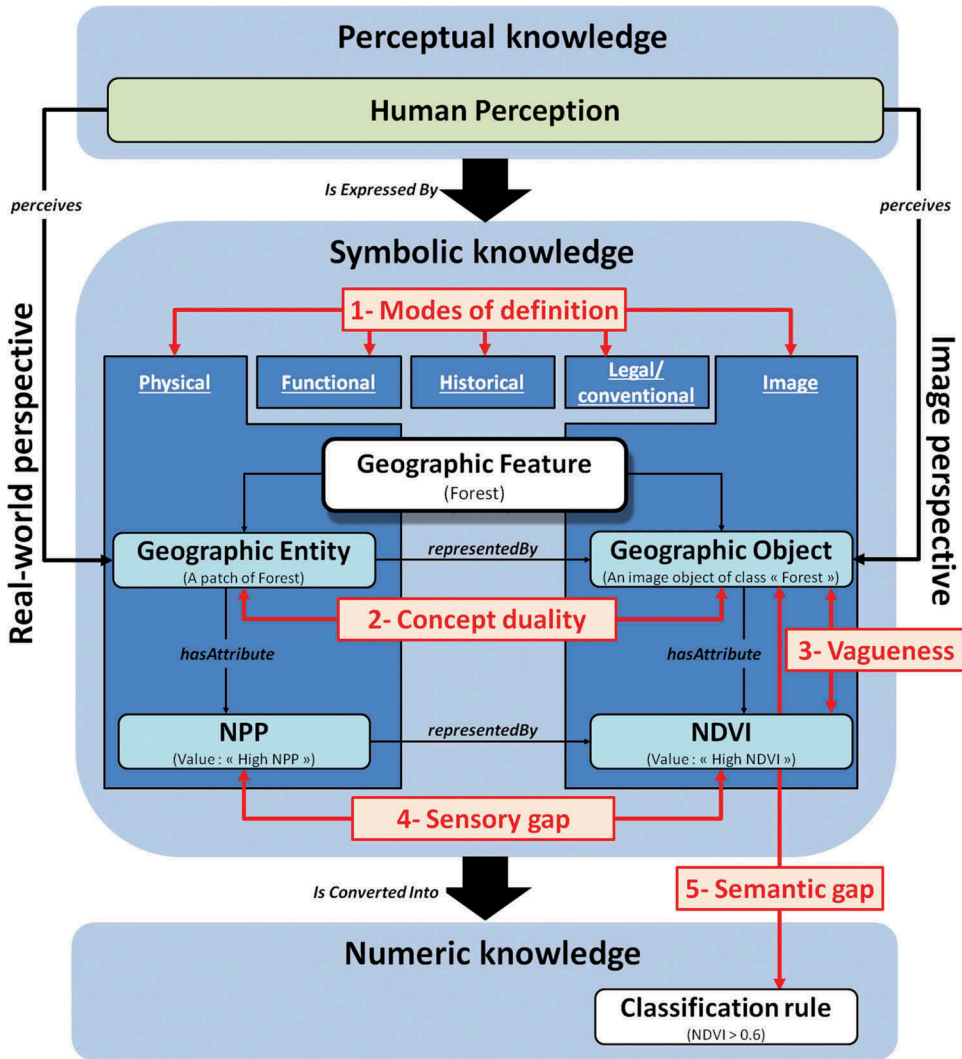 Perceptual knowledge
Human Perception
Is Expressed By
perceives
perceives
Symbolic knowledge
1- Modes of definition
Real-world perspective
Image perspective
Physical
Functional
Historical
Legal/
conventional
Image
Geographic Feature
(Forest)
Geographic Entity
(A patch of Forest)
representedBy
Geographic Object
(An image object of class « Forest »)
2- Concept duality
3- Vagueness
hasAttribute
hasAttribute
NPP
(Value : « High NPP »)
representedBy
NDVI
(Value : « High NDVI »)
4- Sensory gap
5- Semantic gap
Is Converted Into
Numeric knowledge
Classification rule
(NDVI > 0.6)